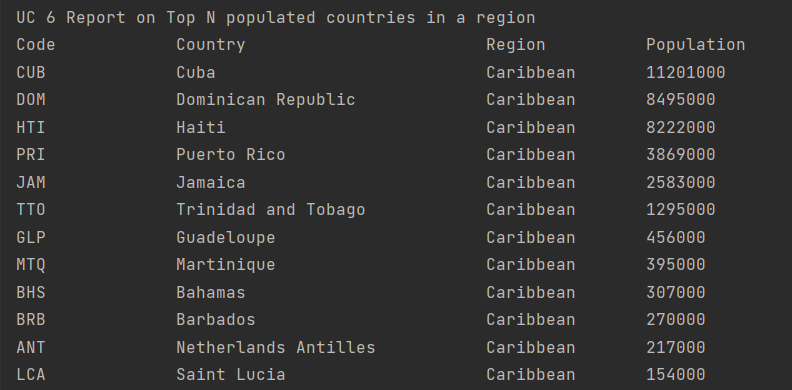 UC 6 Report on Top N populated countries in a region
Code Country Region Population
CUB Cuba Caribbean 11201000
DOM Dominican Republic Caribbean 8495000
HTI Haiti Caribbean 8222000
PRI Puerto Rico Caribbean 3869000
JAM Jamaica Caribbean 2583000
TTO Trinidad and Tobago Caribbean 1295000
GLP Guadeloupe Caribbean 456000
MTQ Martinique Caribbean 395000
BHS Bahamas Caribbean 307000
BRB Barbados Caribbean 270000
ANT Netherlands Antilles Caribbean 217000
LCA Saint Lucia Caribbean 154000